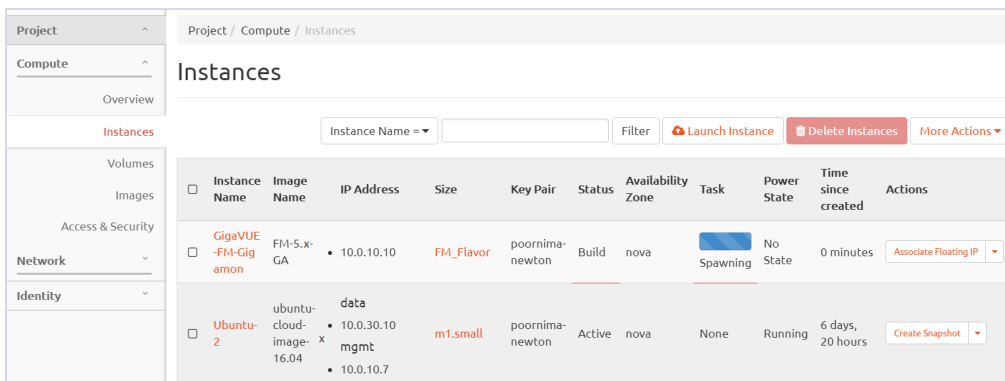 Project
Project / Compute / Instances
Compute
Instances
Overview
Instances
Instance Name =
Filter
Launch Instance
Delete Instances
More Actions
Volumes
Images
Access & Security
Network
Identity
Instance Name
Image Name
IP Address
Size
Key Pair
Status
Availability Zone
Task
Power State
Time since created
Actions
GigaVUE
-FM-Gig
amon
FM-5.x-
GA
• 10.0.10.10
FM_Flavor
poornima-
newton
Build
nova
Spawning
No
State
0 minutes
Associate Floating IP
Ubuntu-
2
ubuntu-
cloud-
image- x
16.04
data
• 10.0.30.10
mgmt
• 10.0.10.7
m1.small
poornima-
newton
Active
nova
None
Running
6 days,
20 hours
Create Snapshot